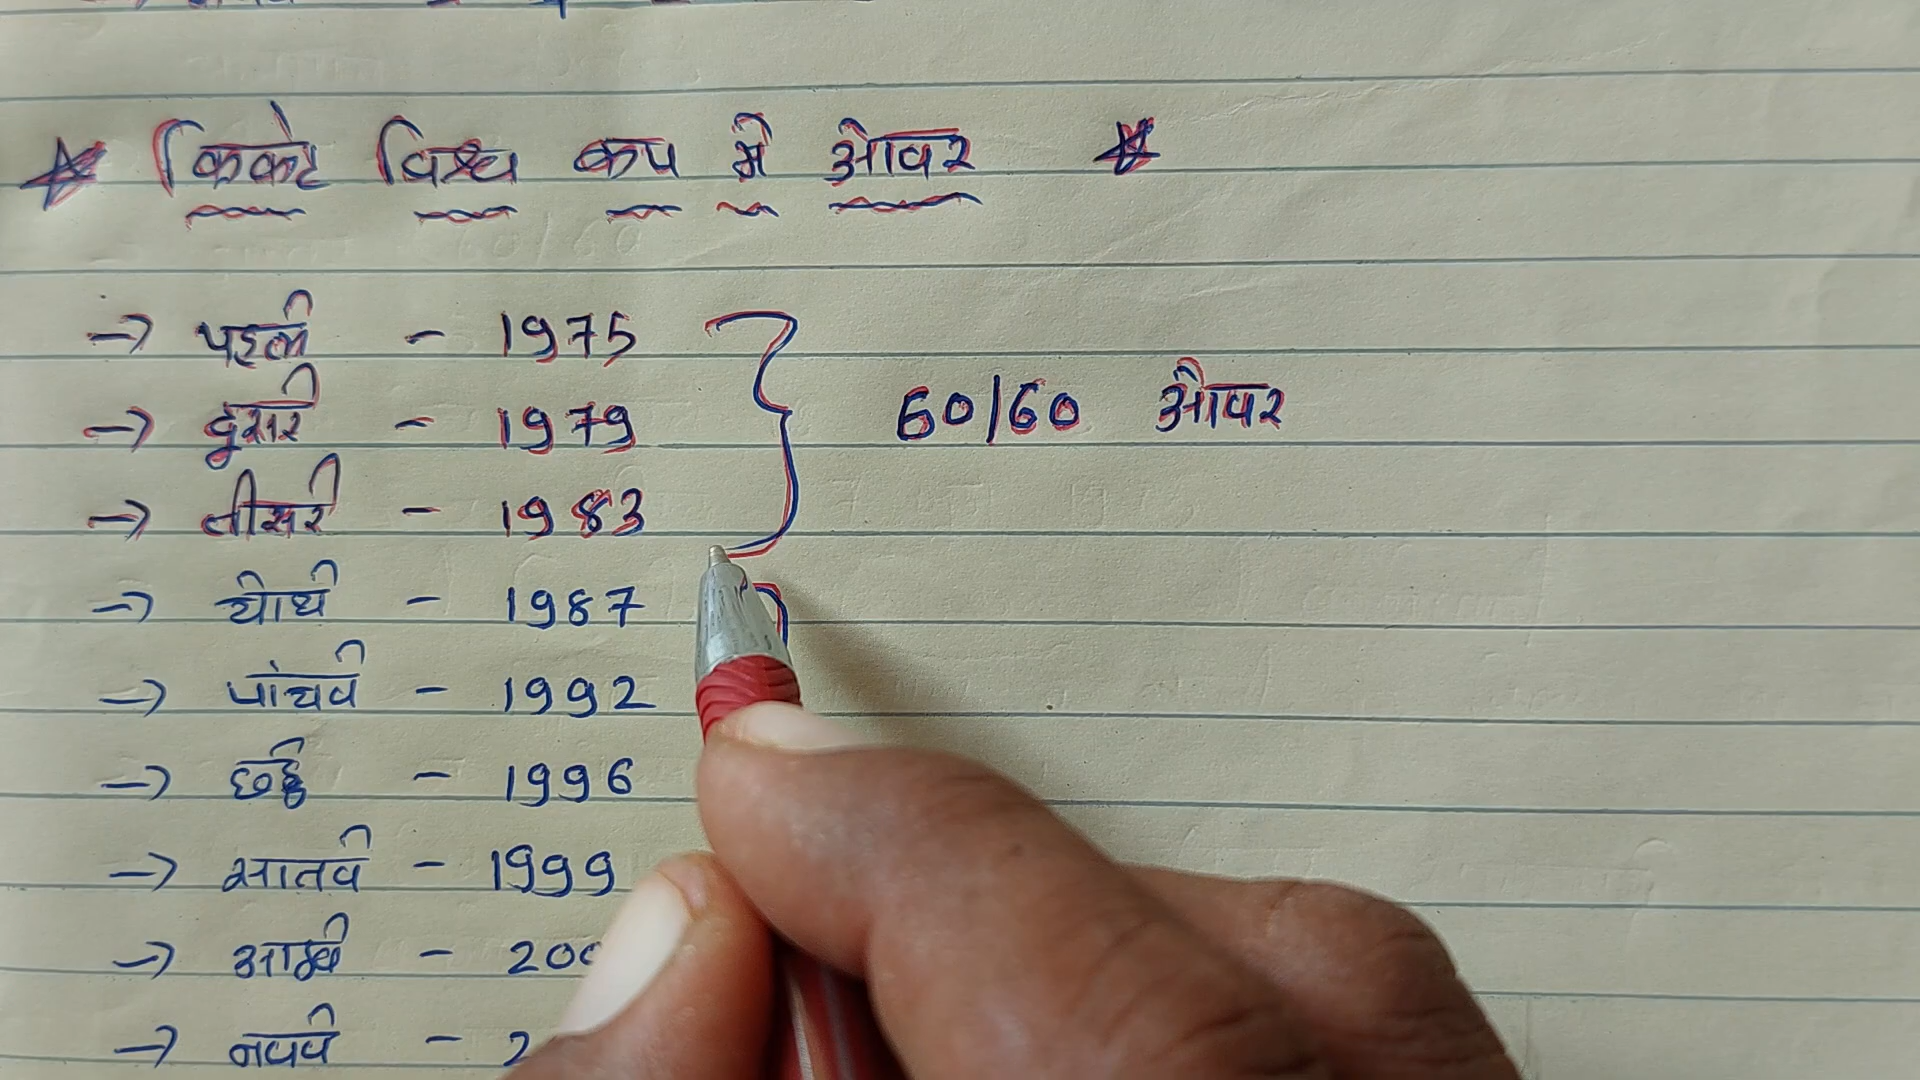 ★ क्रिकेट विश्व कप मे ओवर ★
→ पहली - 1975
→ दुसरी - 1979
→ तीसरी - 1983
60/60 ओवर
→ चोथी - 1987
→ पांचवी - 1992
→ छठ्ठी - 1996
→ सातवी - 1999
→ आठवी - 200
→ नववी - 2